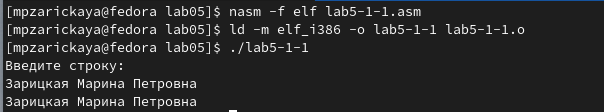 [mpzarickaya@fedora lab05]$ nasm -f elf lab5-1-1.asm
[mpzarickaya@fedora lab05]$ ld -m elf_i386 -o lab5-1-1 lab5-1-1.o
[mpzarickaya@fedora lab05]$ ./lab5-1-1
Введите строку:
Зарицкая Марина Петровна
Зарицкая Марина Петровна